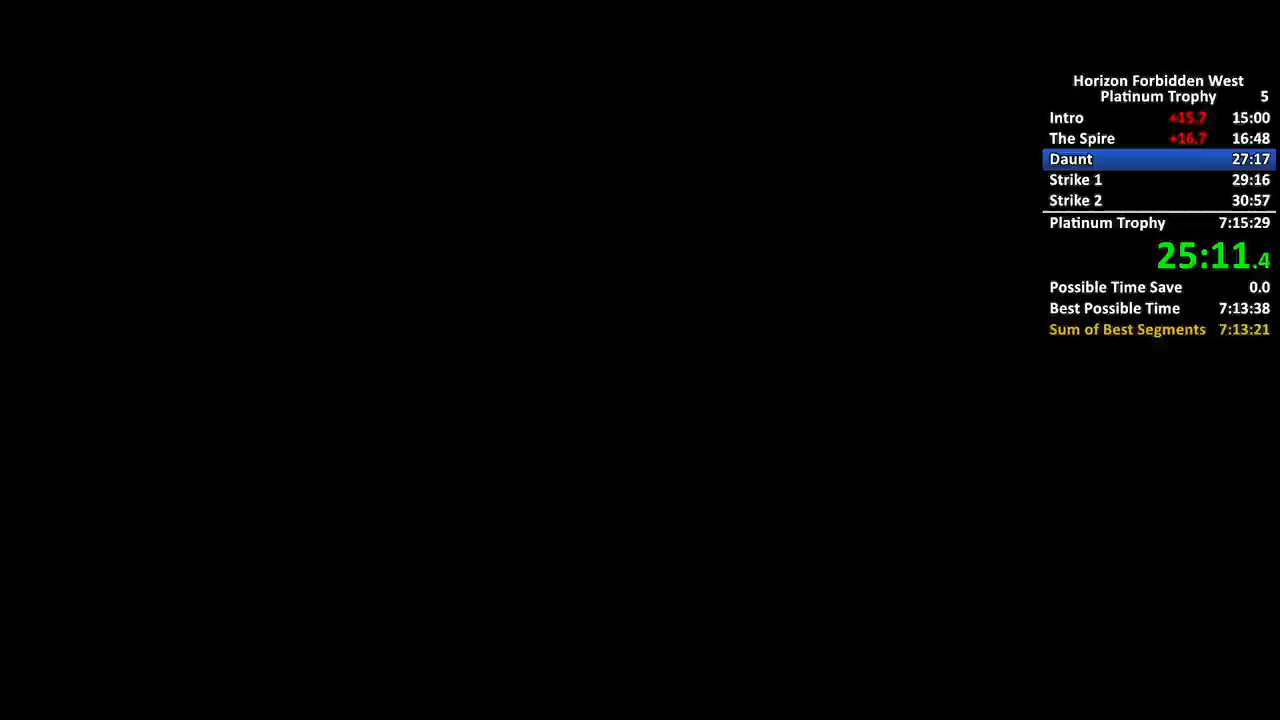 Horizon Forbidden West
Platinum Trophy 5
Intro +15.7 15:00
The Spire +16.7 16:48
Daunt 27:17
Strike 1 29:16
Strike 2 30:57
Platinum Trophy 7:15:29
25:11.4
Possible Time Save 0.0
Best Possible Time 7:13:38
Sum of Best Segments 7:13:21